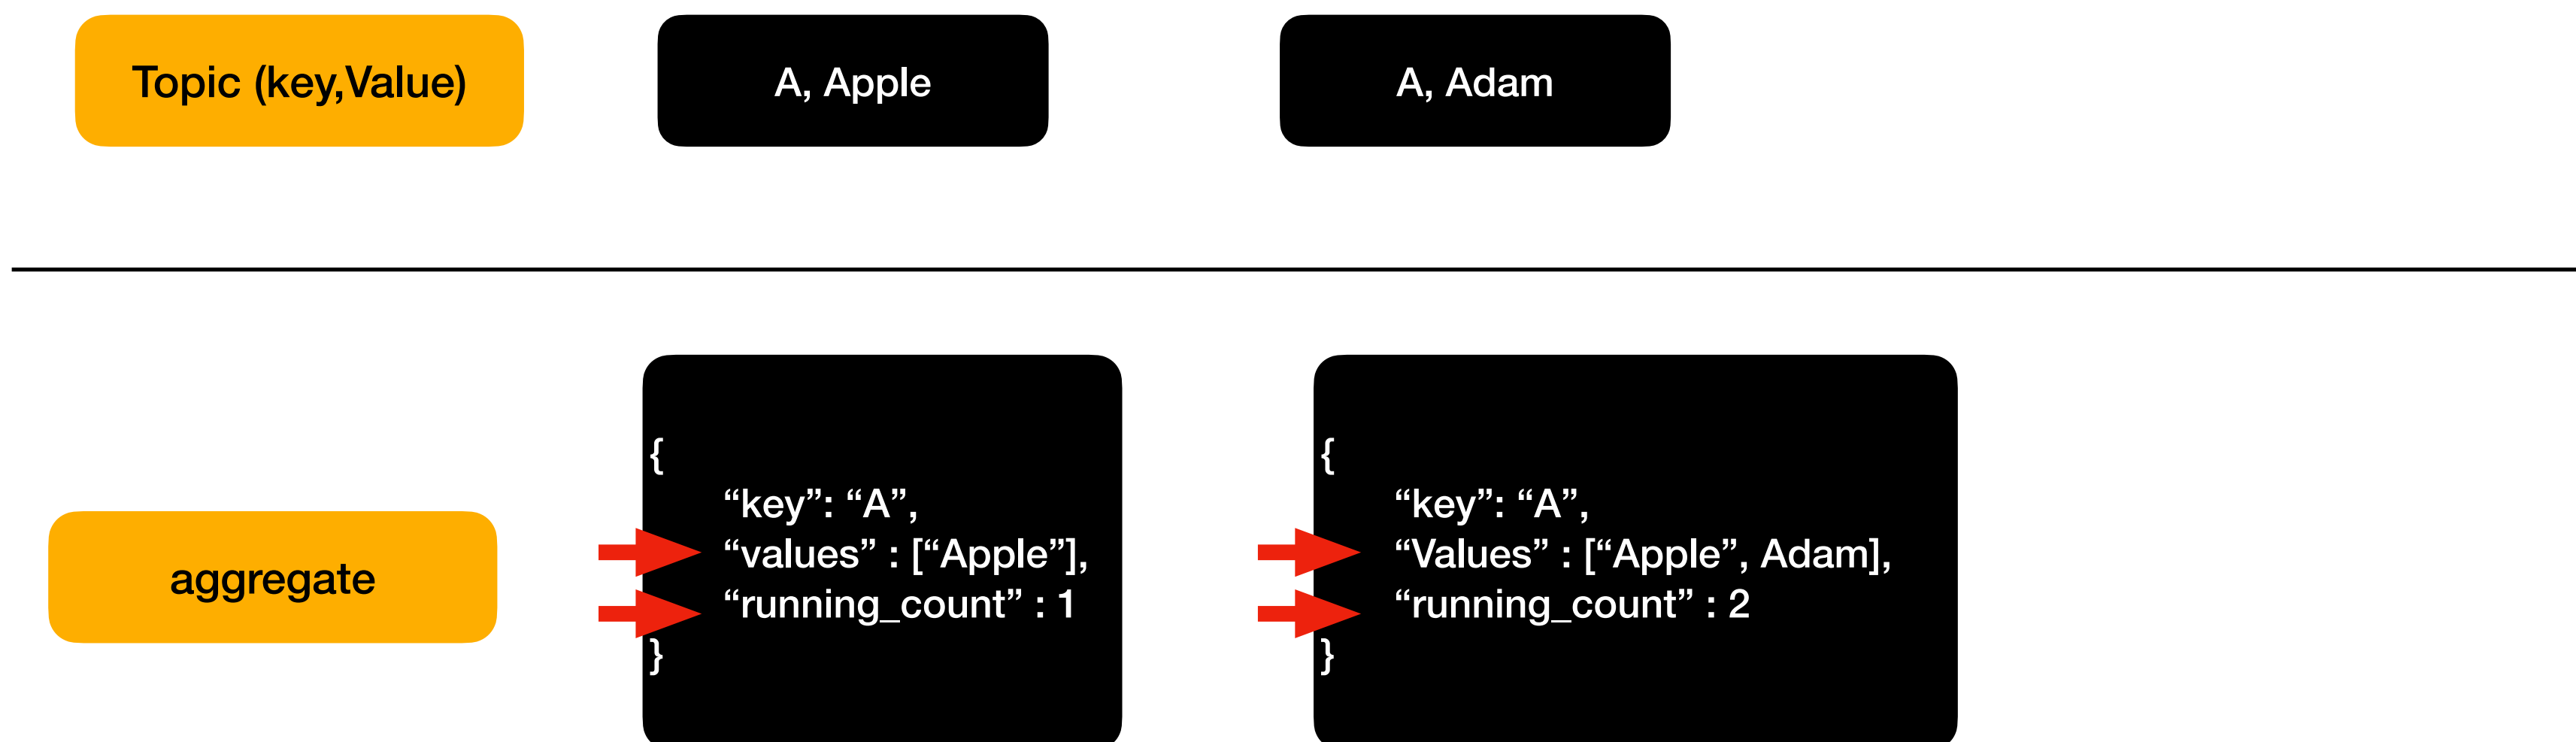 Topic (key,Value)
A, Apple
A, Adam
aggregate
{
“key”: “A”,
“values” : [“Apple”],
“running_count” : 1
}
{
“key”: “A”,
“Values” : [“Apple”, Adam],
“running_count” : 2
}